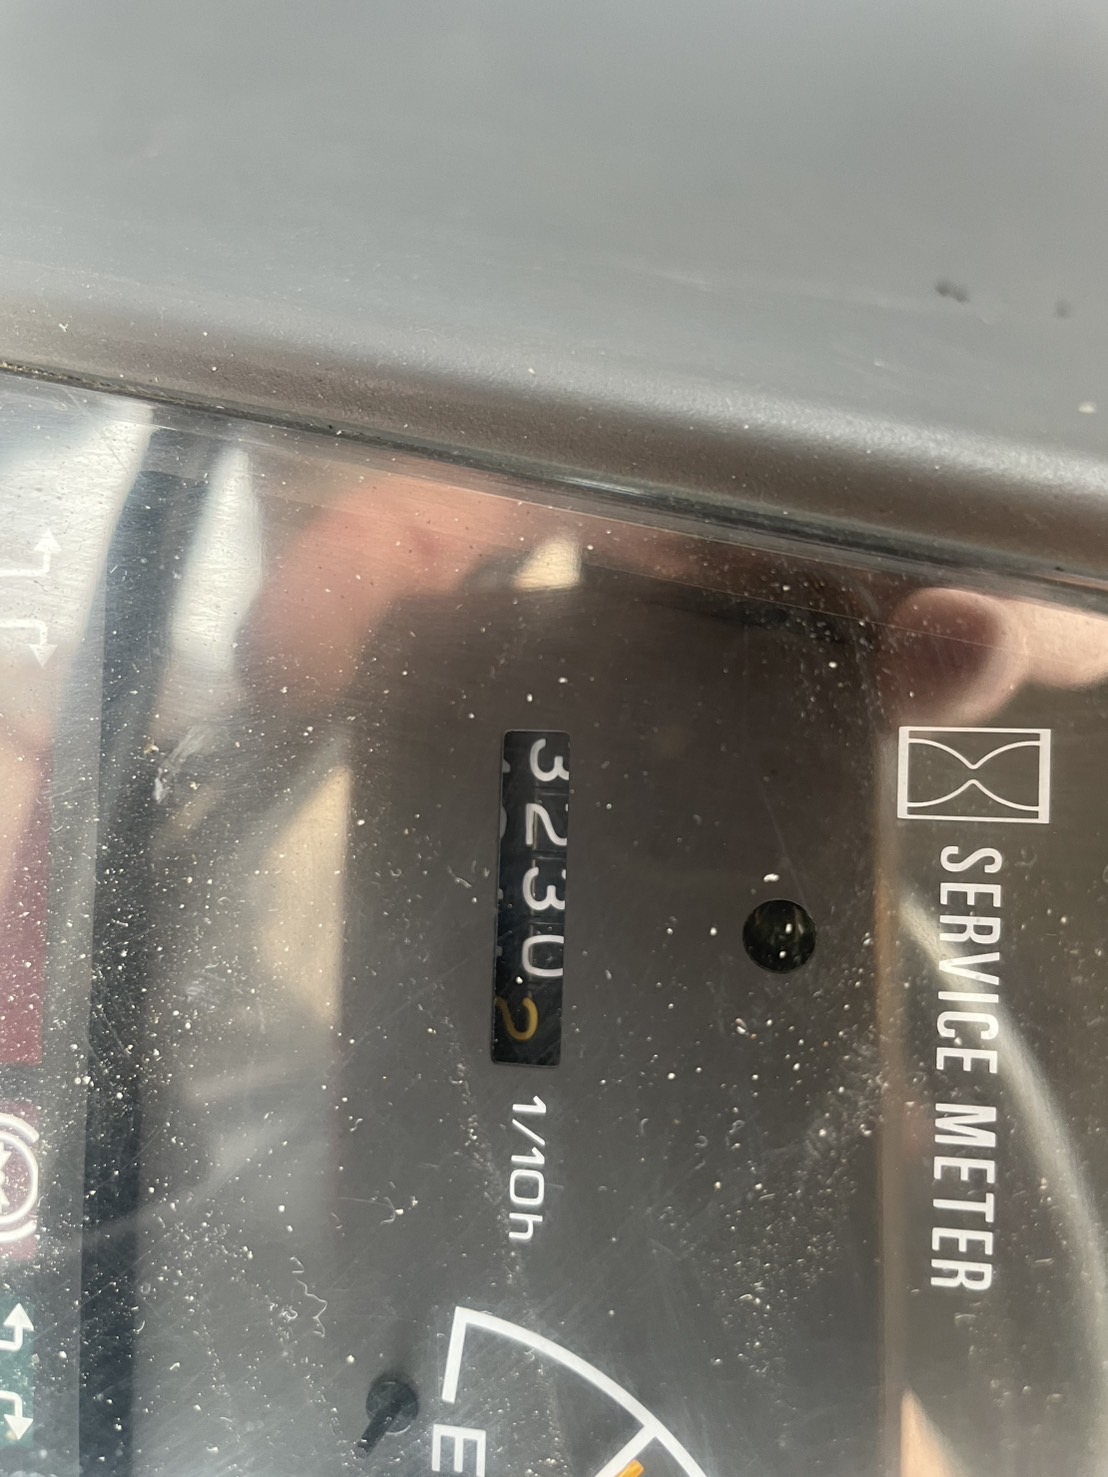 SERVICE METER
32302
1/10h
E